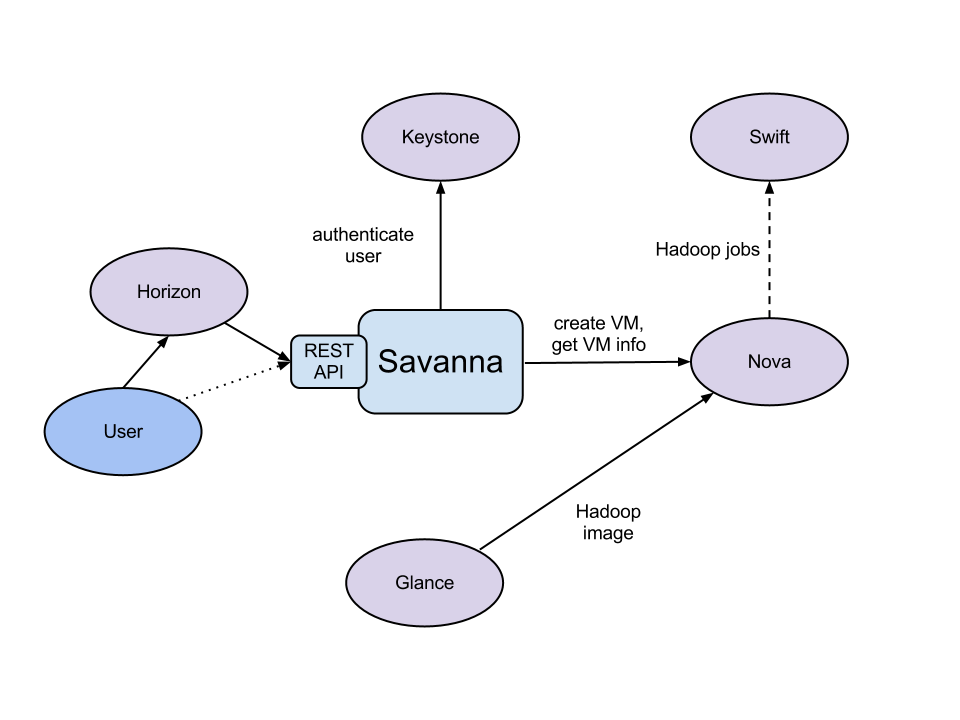 Keystone
Swift
authenticate
user
Hadoop jobs
Horizon
create VM,
get VM info
REST
API
Savanna
Nova
User
Hadoop
image
Glance